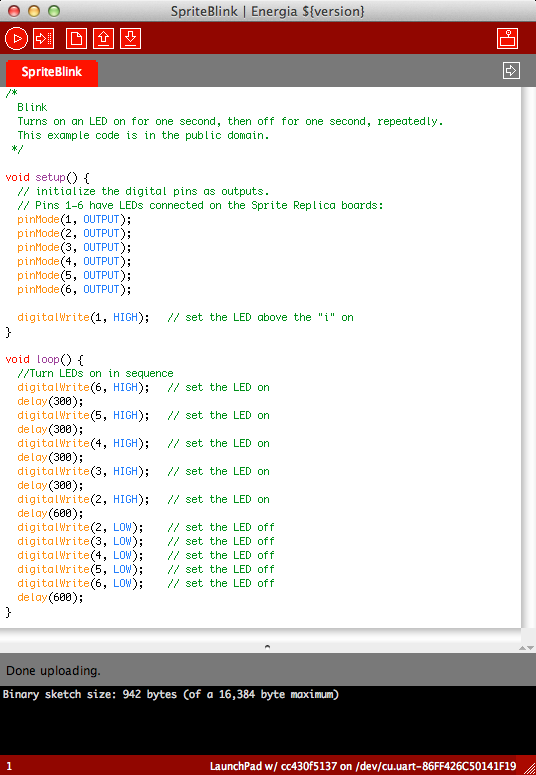 SpriteBlink | Energia ${version}
SpriteBlink
/*
  Blink
  Turns on an LED on for one second, then off for one second, repeatedly.
  This example code is in the public domain.
 */
void setup() {
  // initialize the digital pins as outputs.
  // Pins 1-6 have LEDs connected on the Sprite Replica boards:
  pinMode(1, OUTPUT);
  pinMode(2, OUTPUT);
  pinMode(3, OUTPUT);
  pinMode(4, OUTPUT);
  pinMode(5, OUTPUT);
  pinMode(6, OUTPUT);
  digitalWrite(1, HIGH);   // set the LED above the "i" on
}
void loop() {
  //Turn LEDs on in sequence
  digitalWrite(6, HIGH);   // set the LED on
  delay(300);
  digitalWrite(5, HIGH);   // set the LED on
  delay(300);
  digitalWrite(4, HIGH);   // set the LED on
  delay(300);
  digitalWrite(3, HIGH);   // set the LED on
  delay(300);
  digitalWrite(2, HIGH);   // set the LED on
  delay(600);
  digitalWrite(2, LOW);    // set the LED off
  digitalWrite(3, LOW);    // set the LED off
  digitalWrite(4, LOW);    // set the LED off
  digitalWrite(5, LOW);    // set the LED off
  digitalWrite(6, LOW);    // set the LED off
  delay(600);
}
Done uploading.
Binary sketch size: 942 bytes (of a 16,384 byte maximum)
1 LaunchPad w/ cc430f5137 on /dev/cu.uart-86FF426C50141F19